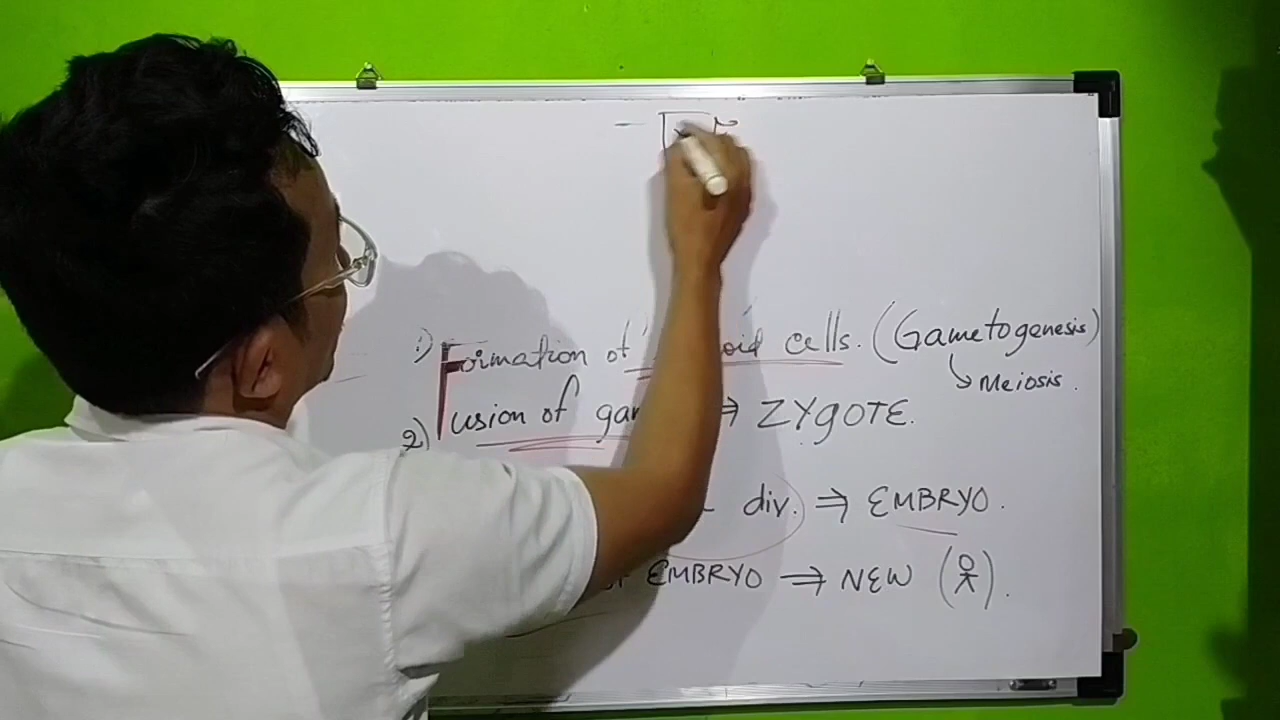 1) Formation of cells. (Gametogenesis)
↳ Meiosis.
2) Fusion of ⇒ ZYGOTE.
div. ⇒ EMBRYO.
EMBRYO ⇒ NEW ( ).